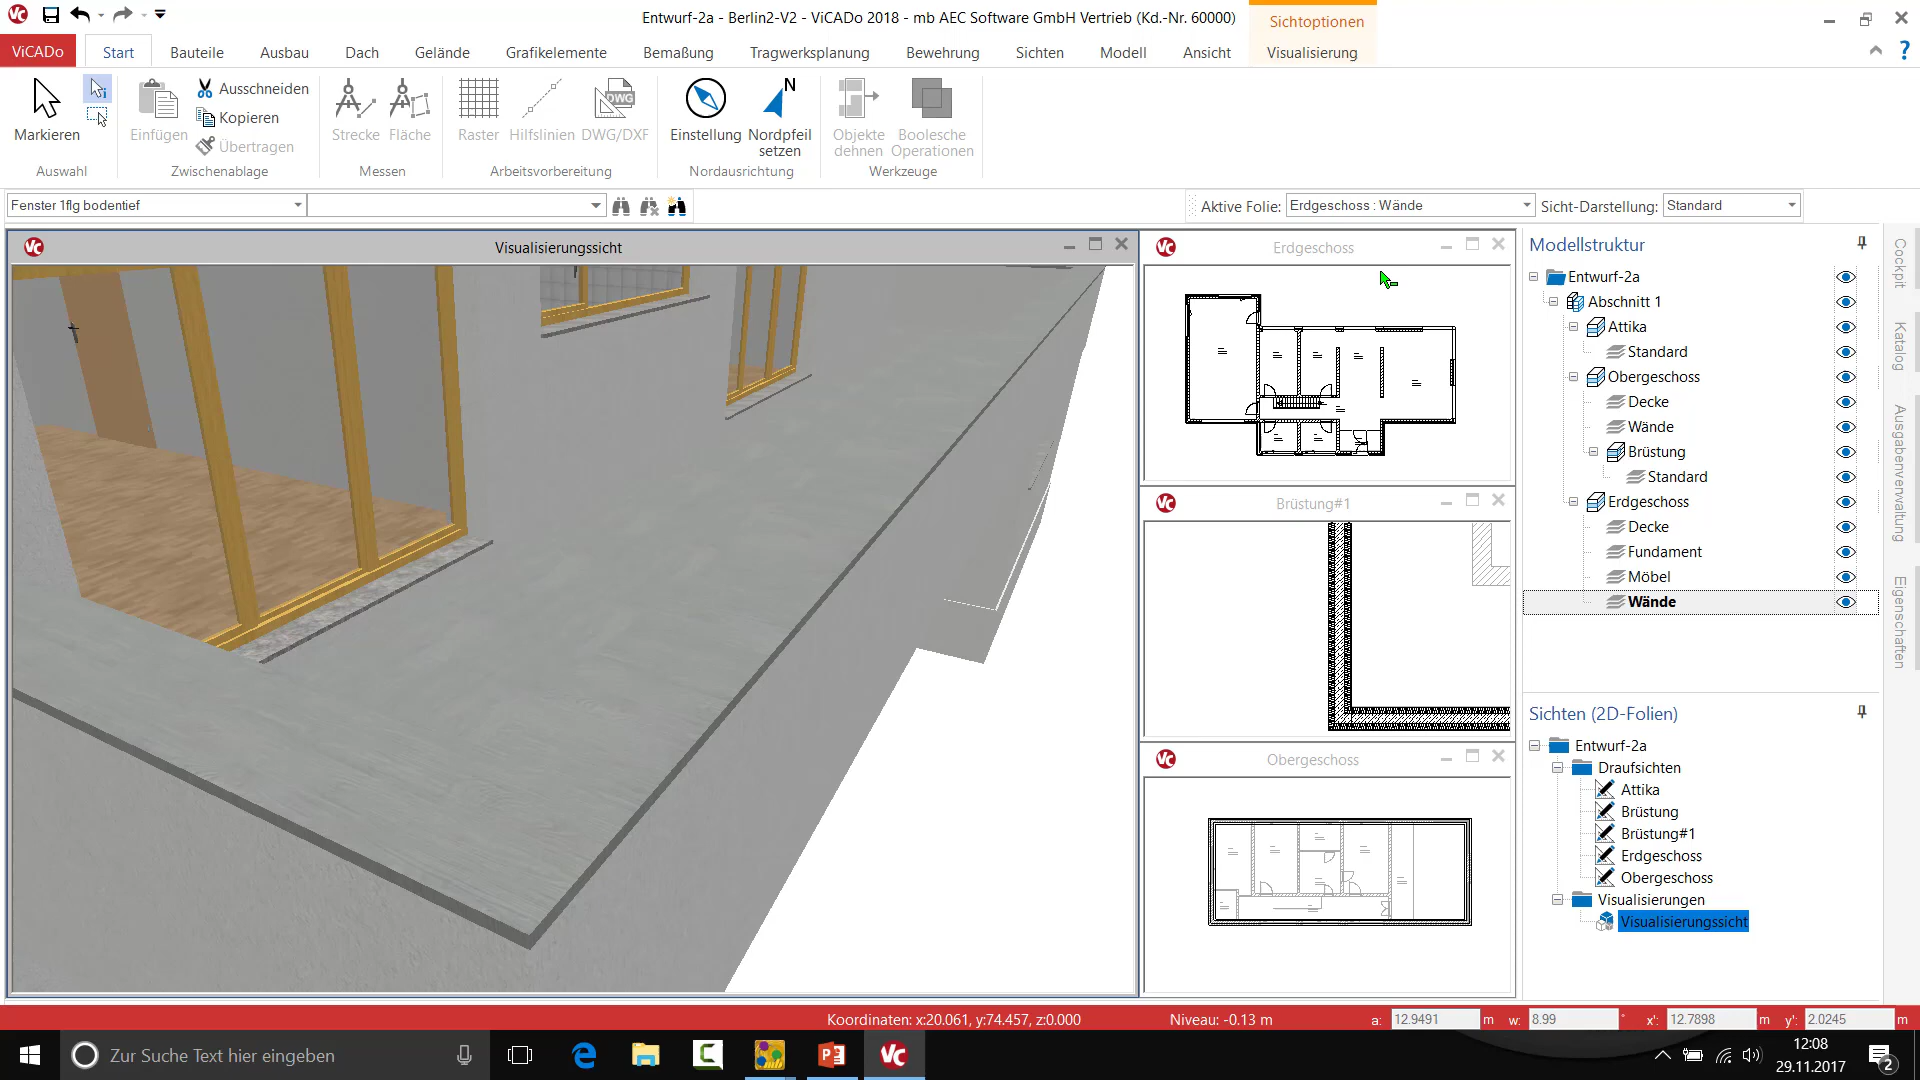 Entwurf-2a - Berlin2-V2 - ViCADo 2018 - mb AEC Software GmbH Vertrieb (Kd.-Nr. 60000)
Sichtoptionen
ViCADo
Start
Bauteile
Ausbau
Dach
Gelände
Grafikelemente
Bemaßung
Tragwerksplanung
Bewehrung
Sichten
Modell
Ansicht
Visualisierung
?
Markieren
Auswahl
Einfügen
Ausschneiden
Kopieren
Übertragen
Zwischenablage
Strecke
Fläche
Messen
Raster
Hilfslinien
DWG
DWG/DXF
Arbeitsvorbereitung
Einstellung
N
Nordpfeil
setzen
Nordausrichtung
Objekte
dehnen
Boolesche
Operationen
Werkzeuge
Fenster 1flg bodentief
Aktive Folie:
Erdgeschoss : Wände
Sicht-Darstellung:
Standard
Visualisierungssicht
Erdgeschoss
Brüstung#1
Obergeschoss
Modellstruktur
Entwurf-2a
Abschnitt 1
Attika
Standard
Obergeschoss
Decke
Wände
Brüstung
Standard
Erdgeschoss
Decke
Fundament
Möbel
Wände
Cockpit
Katalog
Ausgabenverwaltung
Eigenschaften
Sichten (2D-Folien)
Entwurf-2a
Draufsichten
Attika
Brüstung
Brüstung#1
Erdgeschoss
Obergeschoss
Visualisierungen
Visualisierungssicht
Koordinaten: x:20.061, y:74.457, z:0.000
Niveau: -0.13 m
a: 12.9491 m
w: 8.99 °
x': 12.7898 m
y': 2.0245 m
Zur Suche Text hier eingeben
12:08
29.11.2017
2